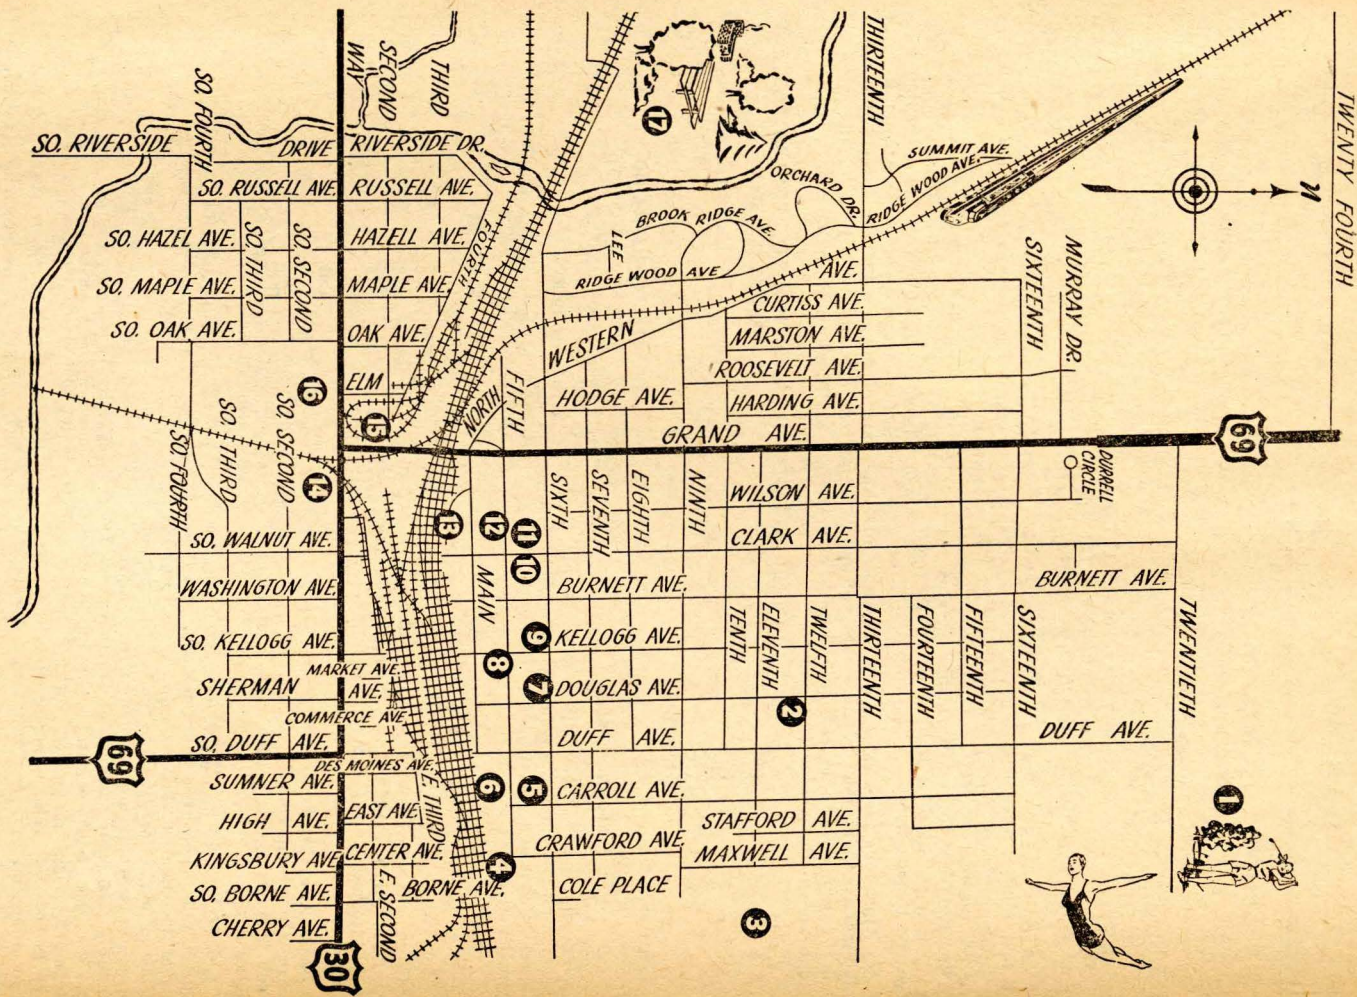 THIRTEENTH
TWENTY FOURTH
THIRD
SECOND
WAY
SO. FOURTH
SO. RIVERSIDE
DRIVE
RIVERSIDE DR.
17
SUMMIT AVE.
RIDGE WOOD AVE.
ORCHARD DR.
N
SO. RUSSELL AVE.
RUSSELL AVE.
BROOK RIDGE AVE.
FOURTH
SO. HAZEL AVE.
SO. THIRD
SO. SECOND
HAZELL AVE.
LEE
RIDGE WOOD AVE
SIXTEENTH
MURRAY DR.
SO. MAPLE AVE.
MAPLE AVE.
AVE.
CURTISS AVE.
SO. OAK AVE.
OAK AVE.
WESTERN
MARSTON AVE.
ROOSEVELT AVE.
16
ELM
NORTH
FIFTH
HODGE AVE.
HARDING AVE.
15
GRAND AVE.
69
SO. FOURTH
SO. THIRD
SO. SECOND
14
SIXTH
SEVENTH
EIGHTH
NINTH
WILSON AVE.
DURRELL
CIRCLE
13
12
11
SO. WALNUT AVE.
CLARK AVE.
10
WASHINGTON AVE.
MAIN
BURNETT AVE.
BURNETT AVE.
TENTH
ELEVENTH
TWELFTH
THIRTEENTH
FOURTEENTH
FIFTEENTH
SIXTEENTH
TWENTIETH
SO. KELLOGG AVE.
9
KELLOGG AVE.
MARKET AVE.
8
SHERMAN AVE.
7
DOUGLAS AVE.
2
COMMERCE AVE.
SO. DUFF AVE.
DUFF AVE.
DUFF AVE.
69
DES MOINES AVE.
SUMNER AVE.
E. THIRD
6
5
CARROLL AVE.
1
HIGH AVE.
EAST AVE.
STAFFORD AVE.
CRAWFORD AVE.
KINGSBURY AVE.
CENTER AVE.
4
MAXWELL AVE.
SO. BORNE AVE.
E. SECOND
BORNE AVE.
COLE PLACE
CHERRY AVE.
3
30